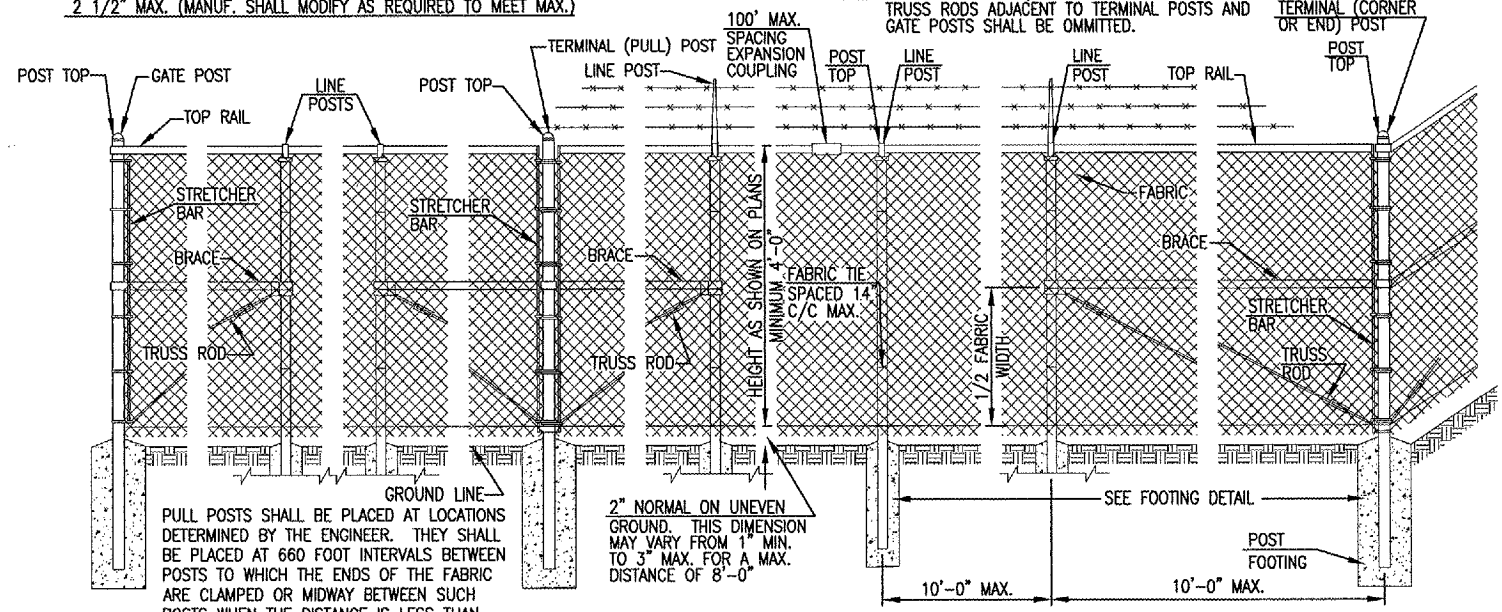 2 1/2" MAX. (MANUF. SHALL MODIFY AS REQUIRED TO MEET MAX.)
TRUSS RODS ADJACENT TO TERMINAL POSTS AND
GATE POSTS SHALL BE OMMITTED.
TERMINAL (CORNER
OR END) POST
POST TOP
GATE POST
TOP RAIL
LINE
POSTS
POST TOP
TERMINAL (PULL) POST
LINE POST
100' MAX.
SPACING
EXPANSION
COUPLING
POST
TOP
LINE
POST
LINE
POST
TOP RAIL
POST
TOP
STRETCHER
BAR
BRACE
TRUSS ROD
STRETCHER
BAR
BRACE
TRUSS ROD
HEIGHT AS SHOWN ON PLANS
MINIMUM 4'-0"
FABRIC TIE
SPACED 14"
C/C MAX.
1/2 FABRIC
WIDTH
FABRIC
BRACE
STRETCHER
BAR
TRUSS
ROD
GROUND LINE
PULL POSTS SHALL BE PLACED AT LOCATIONS
DETERMINED BY THE ENGINEER. THEY SHALL
BE PLACED AT 660 FOOT INTERVALS BETWEEN
POSTS TO WHICH THE ENDS OF THE FABRIC
ARE CLAMPED OR MIDWAY BETWEEN SUCH
POSTS WHEN THE DISTANCE IS LESS THAN
2" NORMAL ON UNEVEN
GROUND. THIS DIMENSION
MAY VARY FROM 1" MIN.
TO 3" MAX. FOR A MAX.
DISTANCE OF 8'-0"
SEE FOOTING DETAIL
POST
FOOTING
10'-0" MAX.
10'-0" MAX.